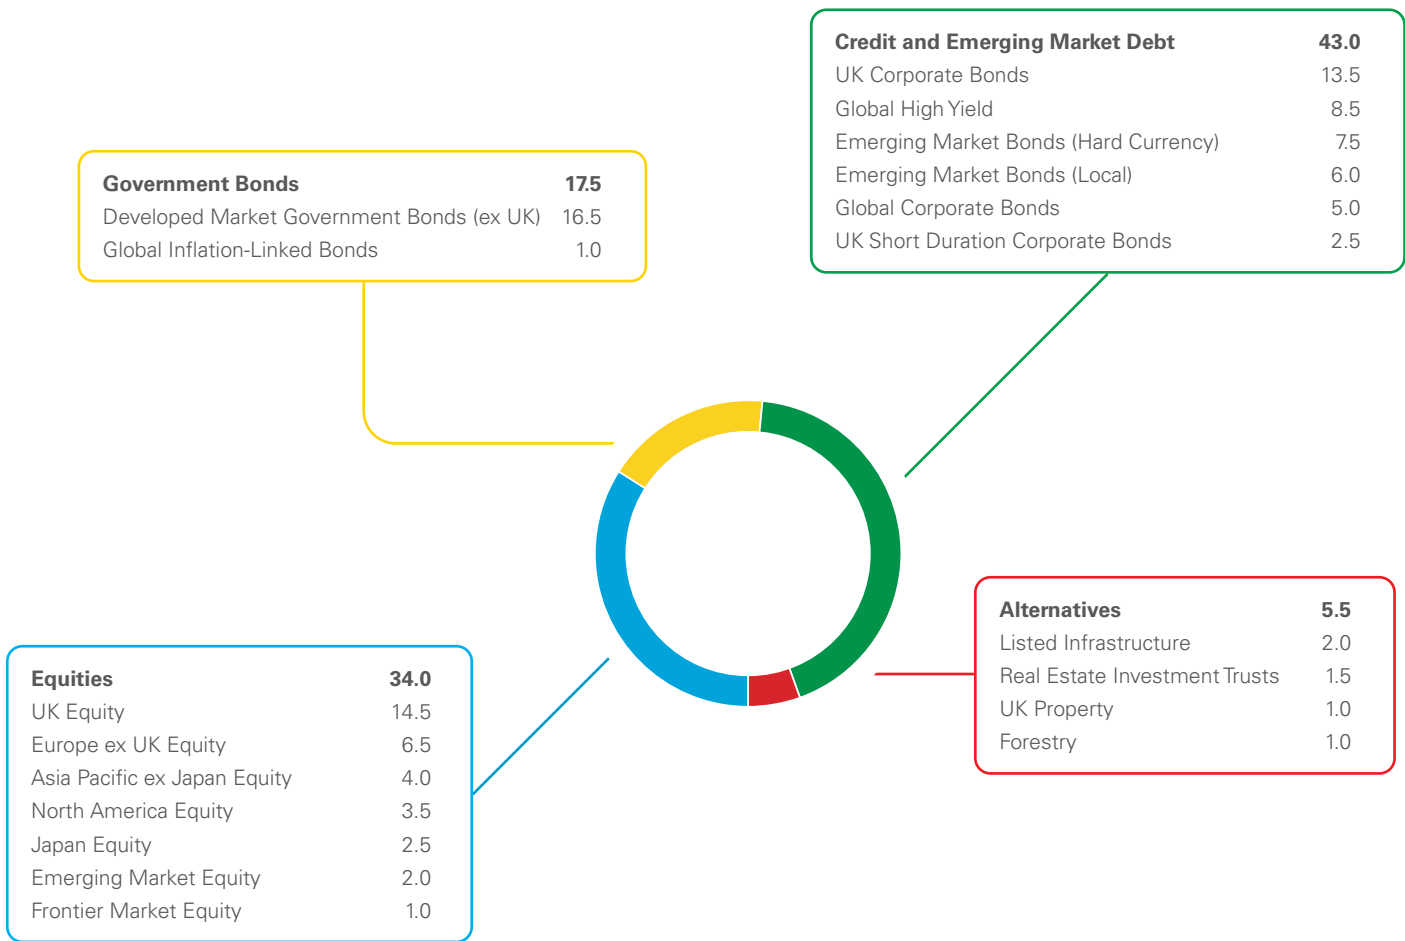 Credit and Emerging Market Debt 43.0
UK Corporate Bonds 13.5
Global High Yield 8.5
Emerging Market Bonds (Hard Currency) 7.5
Emerging Market Bonds (Local) 6.0
Global Corporate Bonds 5.0
UK Short Duration Corporate Bonds 2.5
Government Bonds 17.5
Developed Market Government Bonds (ex UK) 16.5
Global Inflation-Linked Bonds 1.0
Alternatives 5.5
Listed Infrastructure 2.0
Real Estate Investment Trusts 1.5
UK Property 1.0
Forestry 1.0
Equities 34.0
UK Equity 14.5
Europe ex UK Equity 6.5
Asia Pacific ex Japan Equity 4.0
North America Equity 3.5
Japan Equity 2.5
Emerging Market Equity 2.0
Frontier Market Equity 1.0